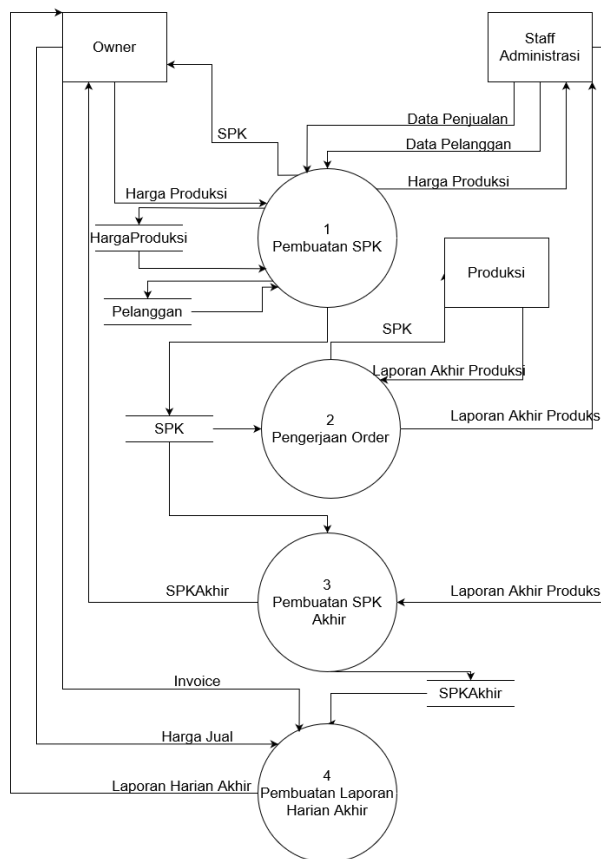 Owner
Staff
Administrasi
SPK
Data Penjualan
Data Pelanggan
Harga Produksi
Harga Produksi
1
Pembuatan SPK
HargaProduksi
Pelanggan
Produksi
SPK
Laporan Akhir Produksi
2
Pengerjaan Order
SPK
Laporan Akhir Produks
3
Pembuatan SPK
Akhir
SPKAkhir
Laporan Akhir Produks
Invoice
SPKAkhir
Harga Jual
4
Pembuatan Laporan
Harian Akhir
Laporan Harian Akhir